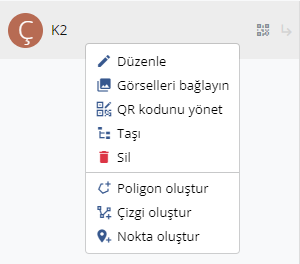 Ç K2
Düzenle
Görselleri bağlayın
QR kodunu yönet
Taşı
Sil
Poligon oluştur
Çizgi oluştur
Nokta oluştur